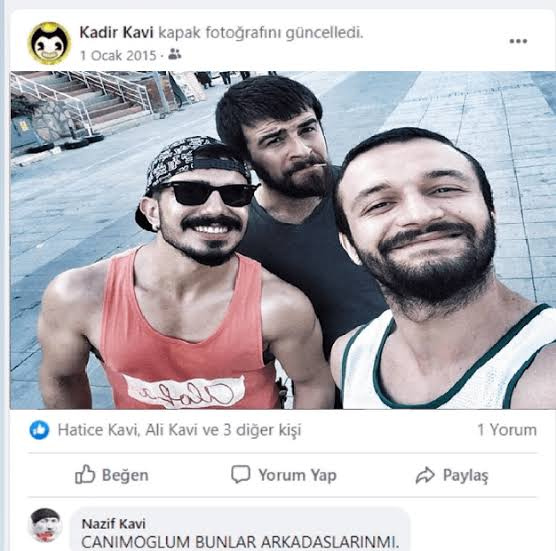 Kadir Kavi kapak fotoğrafını güncelledi.
1 Ocak 2015
Hatice Kavi, Ali Kavi ve 3 diğer kişi
1 Yorum
Beğen
Yorum Yap
Paylaş
Nazif Kavi
CANIMOGLUM BUNLAR ARKADASLARINMI.